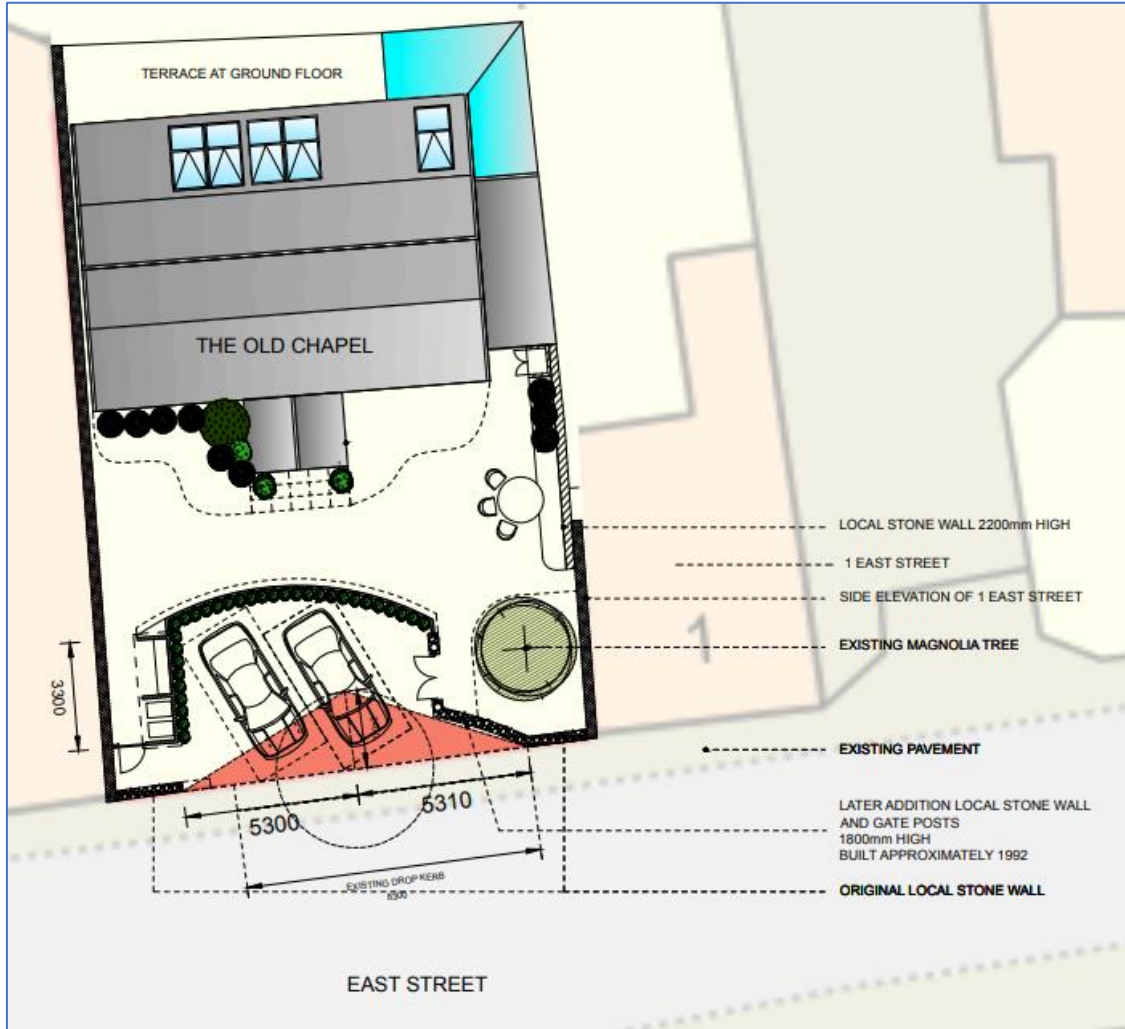 TERRACE AT GROUND FLOOR
THE OLD CHAPEL
LOCAL STONE WALL 2200mm HIGH
1 EAST STREET
SIDE ELEVATION OF 1 EAST STREET
1
EXISTING MAGNOLIA TREE
3300
EXISTING PAVEMENT
5300
5310
LATER ADDITION LOCAL STONE WALL
AND GATE POSTS
1800mm HIGH
BUILT APPROXIMATELY 1992
EXISTING DROP KERB
8300
ORIGINAL LOCAL STONE WALL
EAST STREET